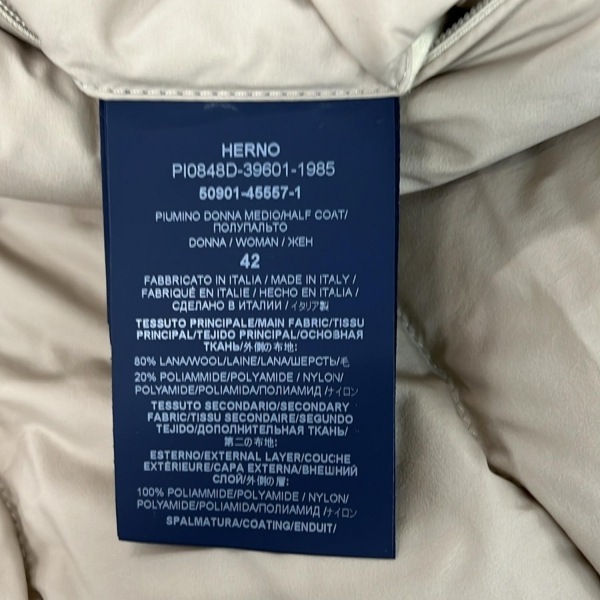 HERNO
PI0848D-39601-1985
50901-45557-1
PIUMINO DONNA MEDIO/HALF COAT/
ПОЛУПАЛЬТО
DONNA / WOMAN / ЖЕН
42
FABBRICATO IN ITALIA / MADE IN ITALY /
FABRIQUÉ EN ITALIE / HECHO EN ITALIA /
СДЕЛАНО В ИТАЛИИ / イタリア製
TESSUTO PRINCIPALE/MAIN FABRIC/TISSU
PRINCIPAL/TEJIDO PRINCIPAL/ОСНОВНАЯ
ТКАНЬ/外側の布地:
80% LANA/WOOL/LAINE/LANA/ШЕРСТЬ/毛
20% POLIAMMIDE/POLYAMIDE / NYLON/
POLYAMIDE/POLIAMIDA/ПОЛИАМИД /ナイロン
TESSUTO SECONDARIO/SECONDARY
FABRIC/TISSU SECONDAIRE/SEGUNDO
TEJIDO/ДОПОЛНИТЕЛЬНАЯ ТКАНЬ/
第二の布地:
ESTERNO/EXTERNAL LAYER/COUCHE
EXTÉRIEURE/CAPA EXTERNA/ВНЕШНИЙ
СЛОЙ/外側の層:
100% POLIAMMIDE/POLYAMIDE / NYLON/
POLYAMIDE/POLIAMIDA/ПОЛИАМИД /ナイロン
SPALMATURA/COATING/ENDUIT/